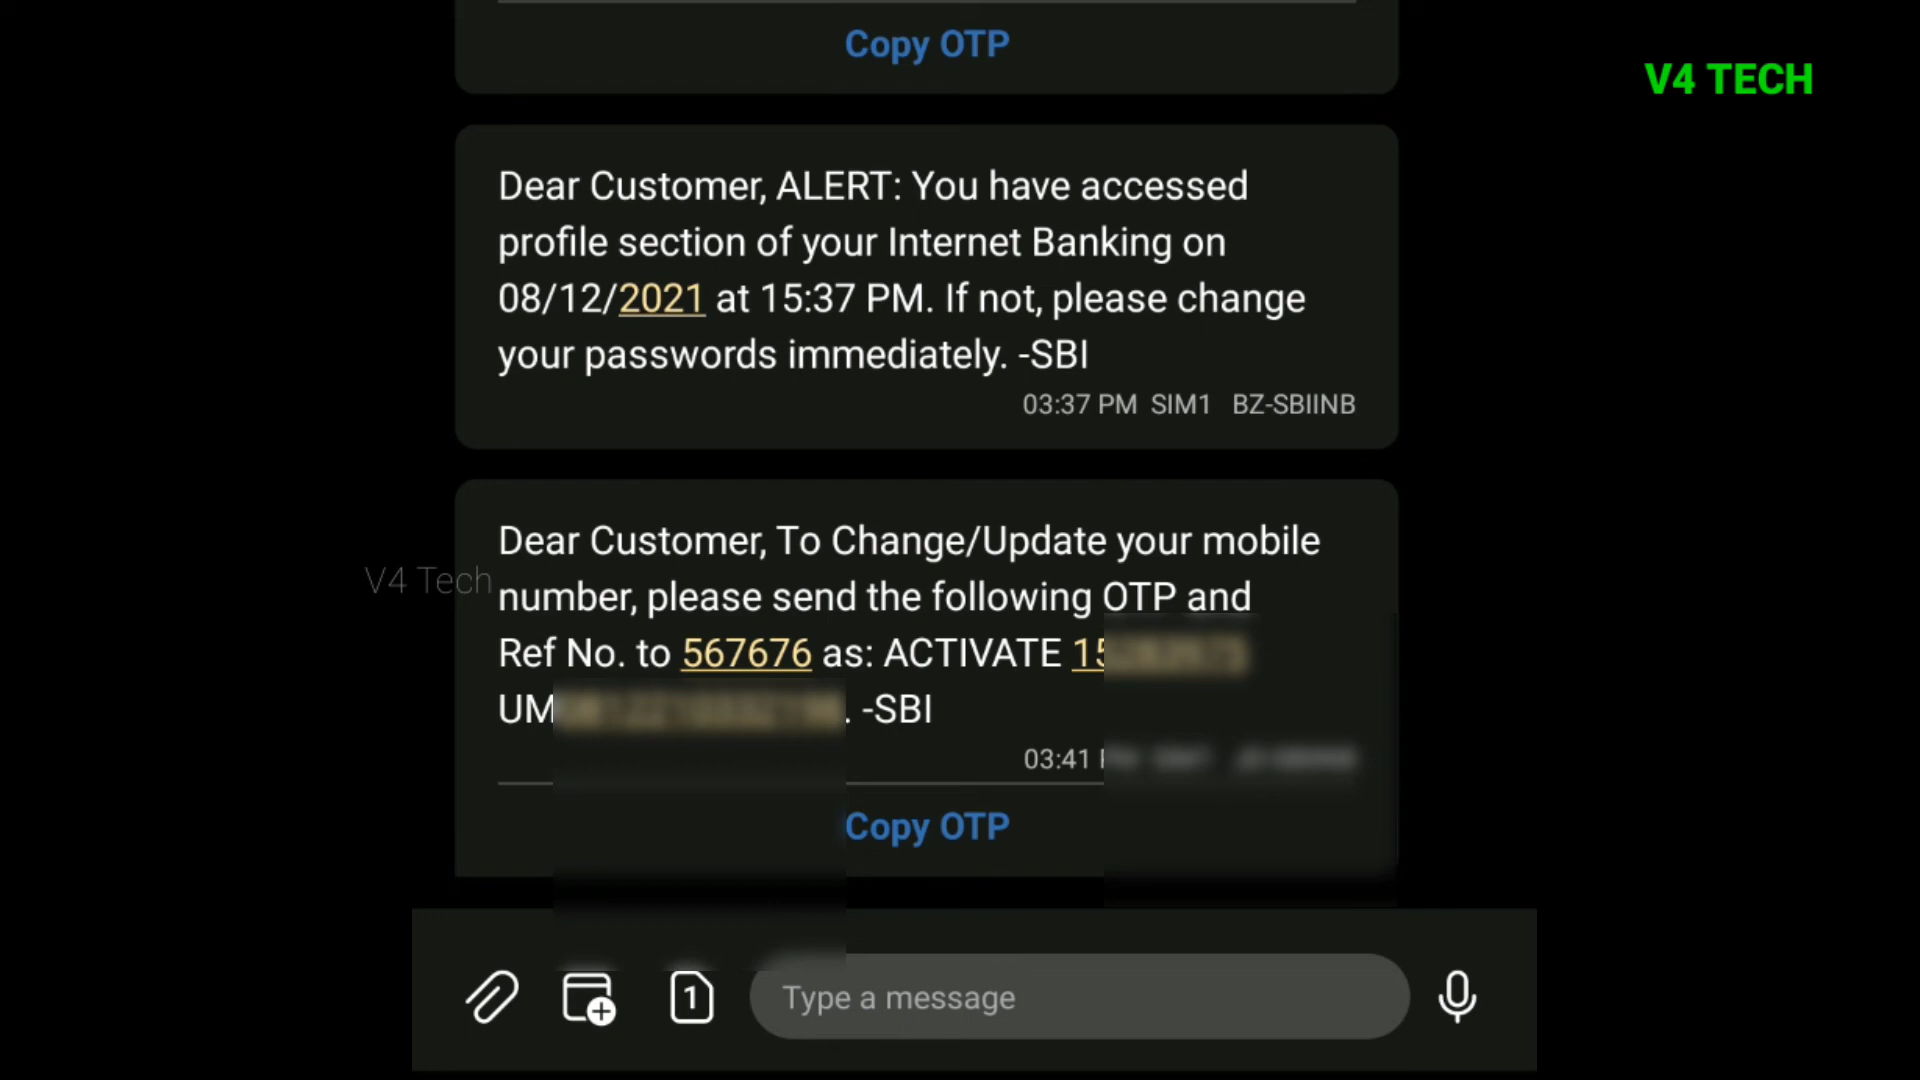 Copy OTP
V4 TECH
Dear Customer, ALERT: You have accessed
profile section of your Internet Banking on
08/12/2021 at 15:37 PM. If not, please change
your passwords immediately. -SBI
03:37 PM SIM1 BZ-SBIINB
Dear Customer, To Change/Update your mobile
V4 Tech
number, please send the following OTP and
Ref No. to 567676 as: ACTIVATE 15
UM . -SBI
03:41
Copy OTP
1
Type a message